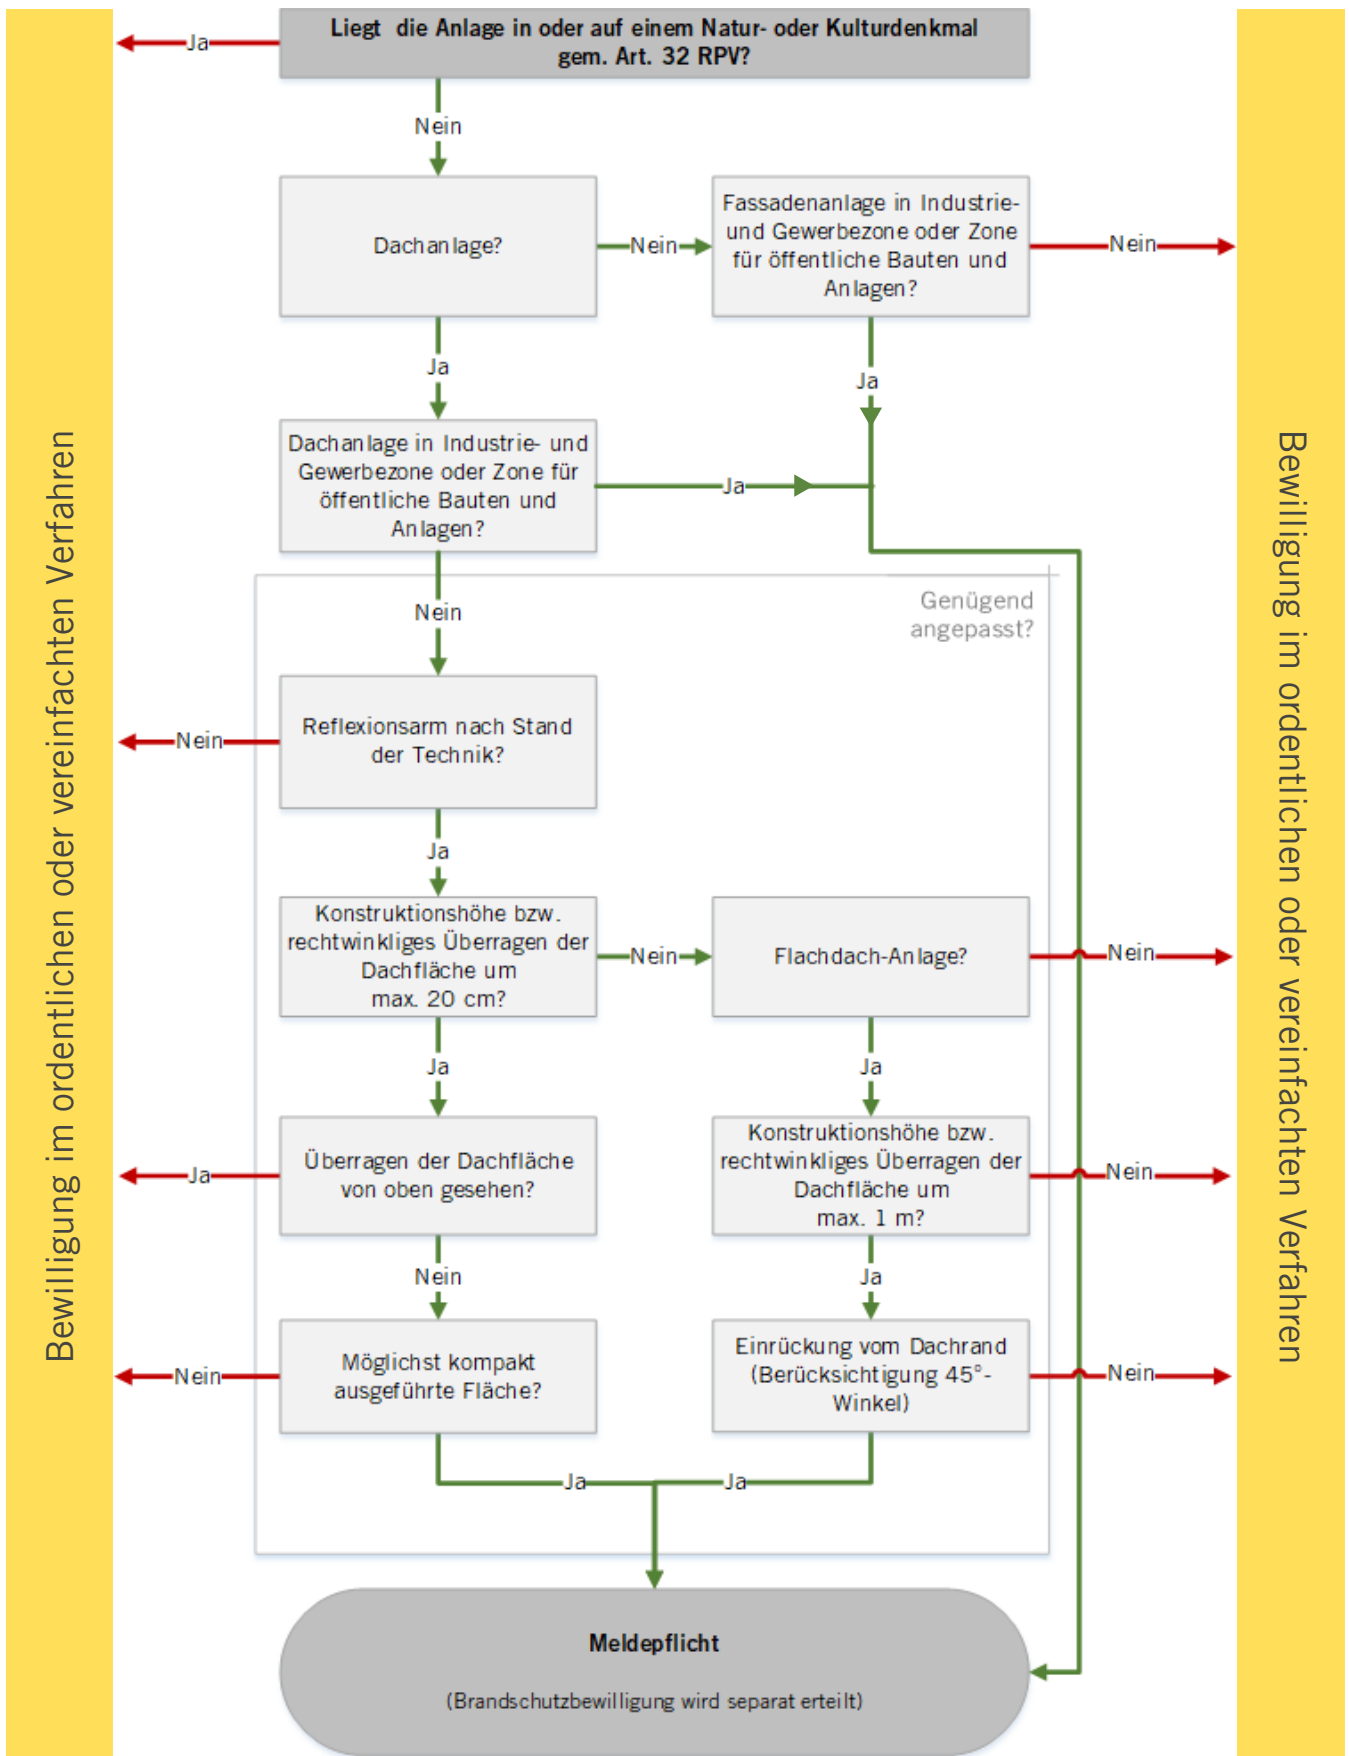 Liegt die Anlage in oder auf einem Natur- oder Kulturdenkmal
gem. Art. 32 RPV?
Ja
Nein
Dachanlage?
Nein
Fassadenanlage in Industrie-
und Gewerbezone oder Zone
für öffentliche Bauten und
Anlagen?
Nein
Ja
Ja
Dachanlage in Industrie- und
Gewerbezone oder Zone für
öffentliche Bauten und
Anlagen?
Ja
Nein
Genügend
angepasst?
Reflexionsarm nach Stand
der Technik?
Nein
Ja
Konstruktionshöhe bzw.
rechtwinkliges Überragen der
Dachfläche um
max. 20 cm?
Nein
Flachdach-Anlage?
Nein
Ja
Ja
Überragen der Dachfläche
von oben gesehen?
Ja
Konstruktionshöhe bzw.
rechtwinkliges Überragen der
Dachfläche um
max. 1 m?
Nein
Nein
Ja
Möglichst kompakt
ausgeführte Fläche?
Nein
Einrückung vom Dachrand
(Berücksichtigung 45°-
Winkel)
Nein
Ja
Ja
Meldepflicht
(Brandschutzbewilligung wird separat erteilt)
Bewilligung im ordentlichen oder vereinfachten Verfahren
Bewilligung im ordentlichen oder vereinfachten Verfahren